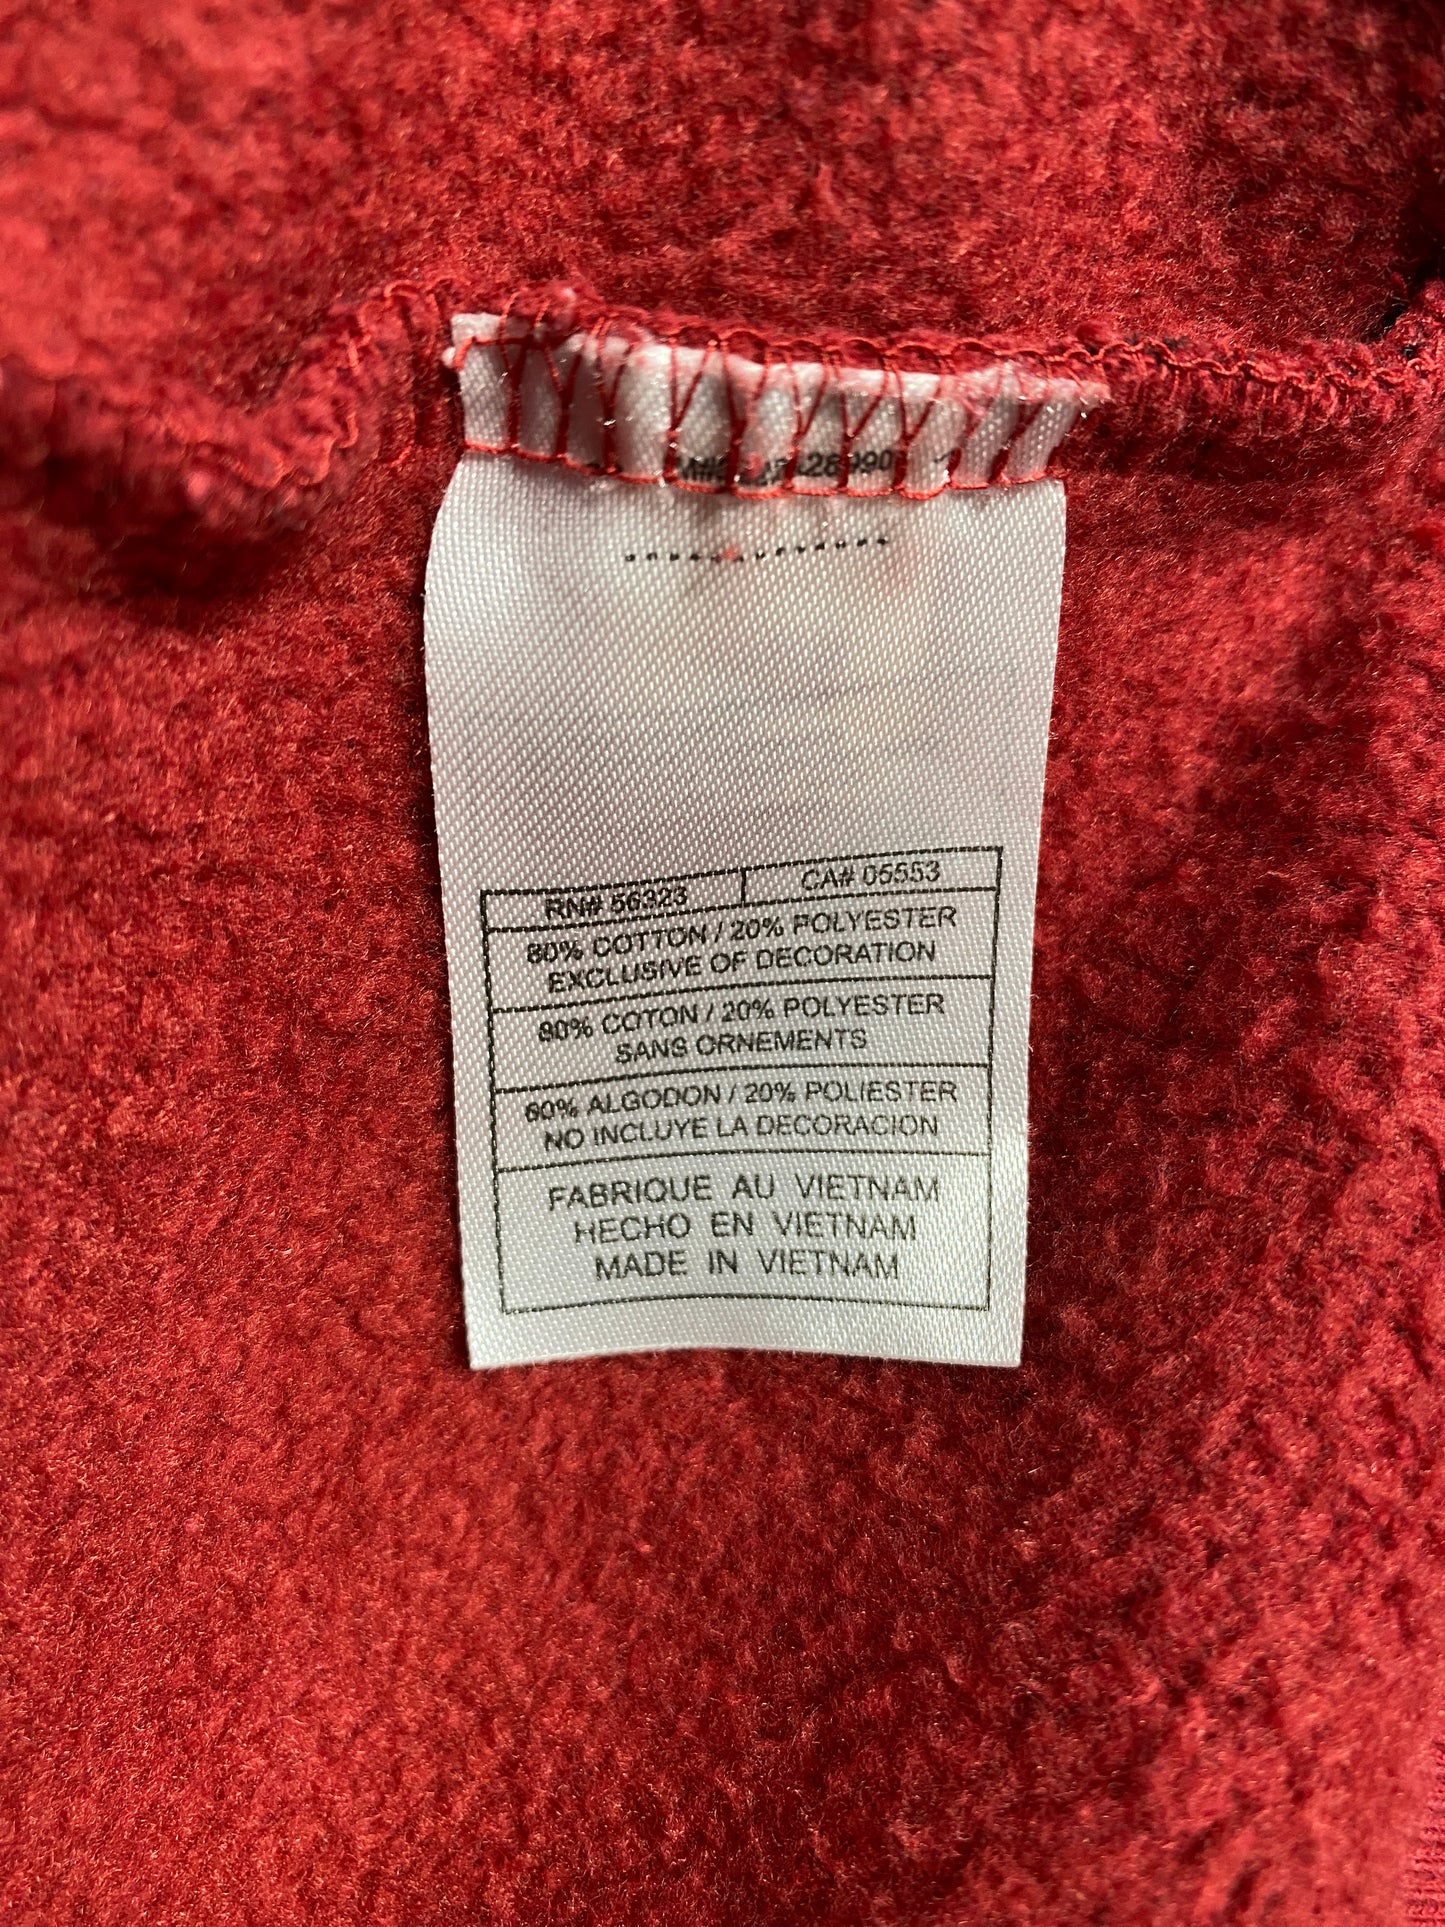 RN# 56323 CA# 05553
80% COTTON / 20% POLYESTER
EXCLUSIVE OF DECORATION
80% COTON / 20% POLYESTER
SANS ORNEMENTS
80% ALGODON / 20% POLIESTER
NO INCLUYE LA DECORACION
FABRIQUE AU VIETNAM
HECHO EN VIETNAM
MADE IN VIETNAM